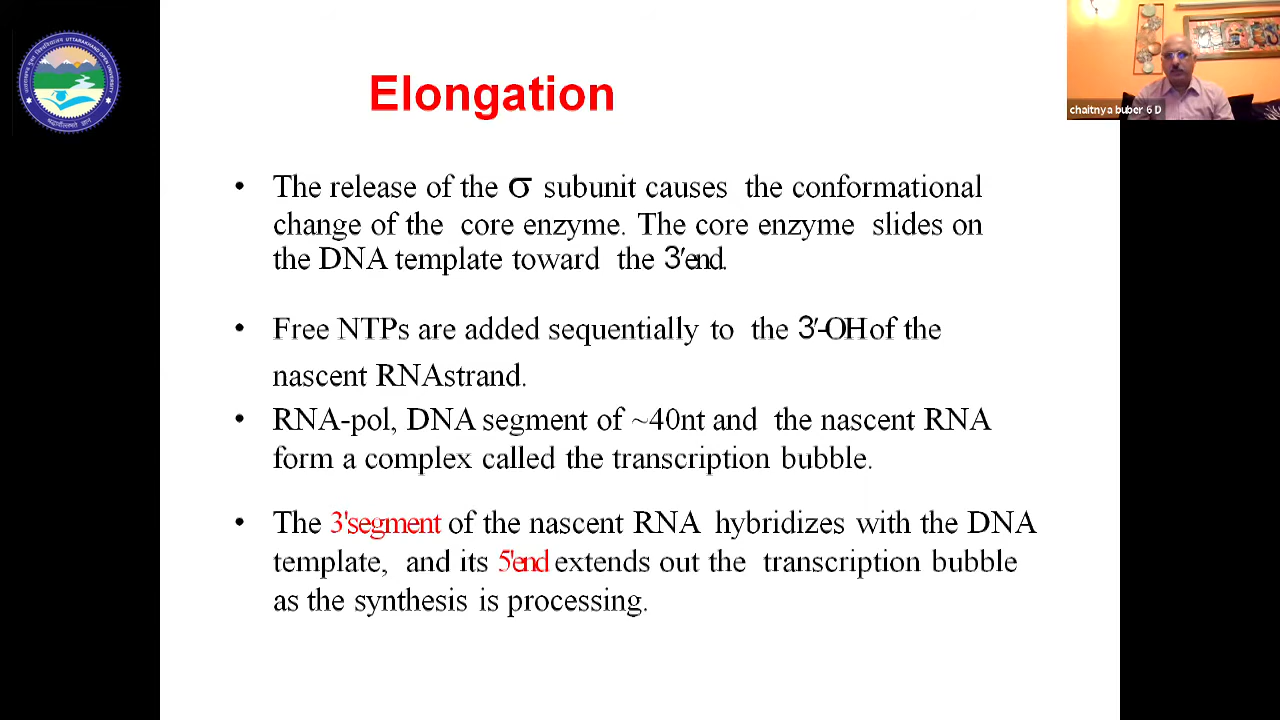 Elongation
chaitnya buber 6 D
• The release of the σ subunit causes the conformational
change of the core enzyme. The core enzyme slides on
the DNA template toward the 3′end.
• Free NTPs are added sequentially to the 3′-OH of the
nascent RNAstrand.
• RNA-pol, DNA segment of ~40nt and the nascent RNA
form a complex called the transcription bubble.
• The 3'segment of the nascent RNA hybridizes with the DNA
template, and its 5'end extends out the transcription bubble
as the synthesis is processing.
UTTARAKHAND OPEN UNIVERSITY